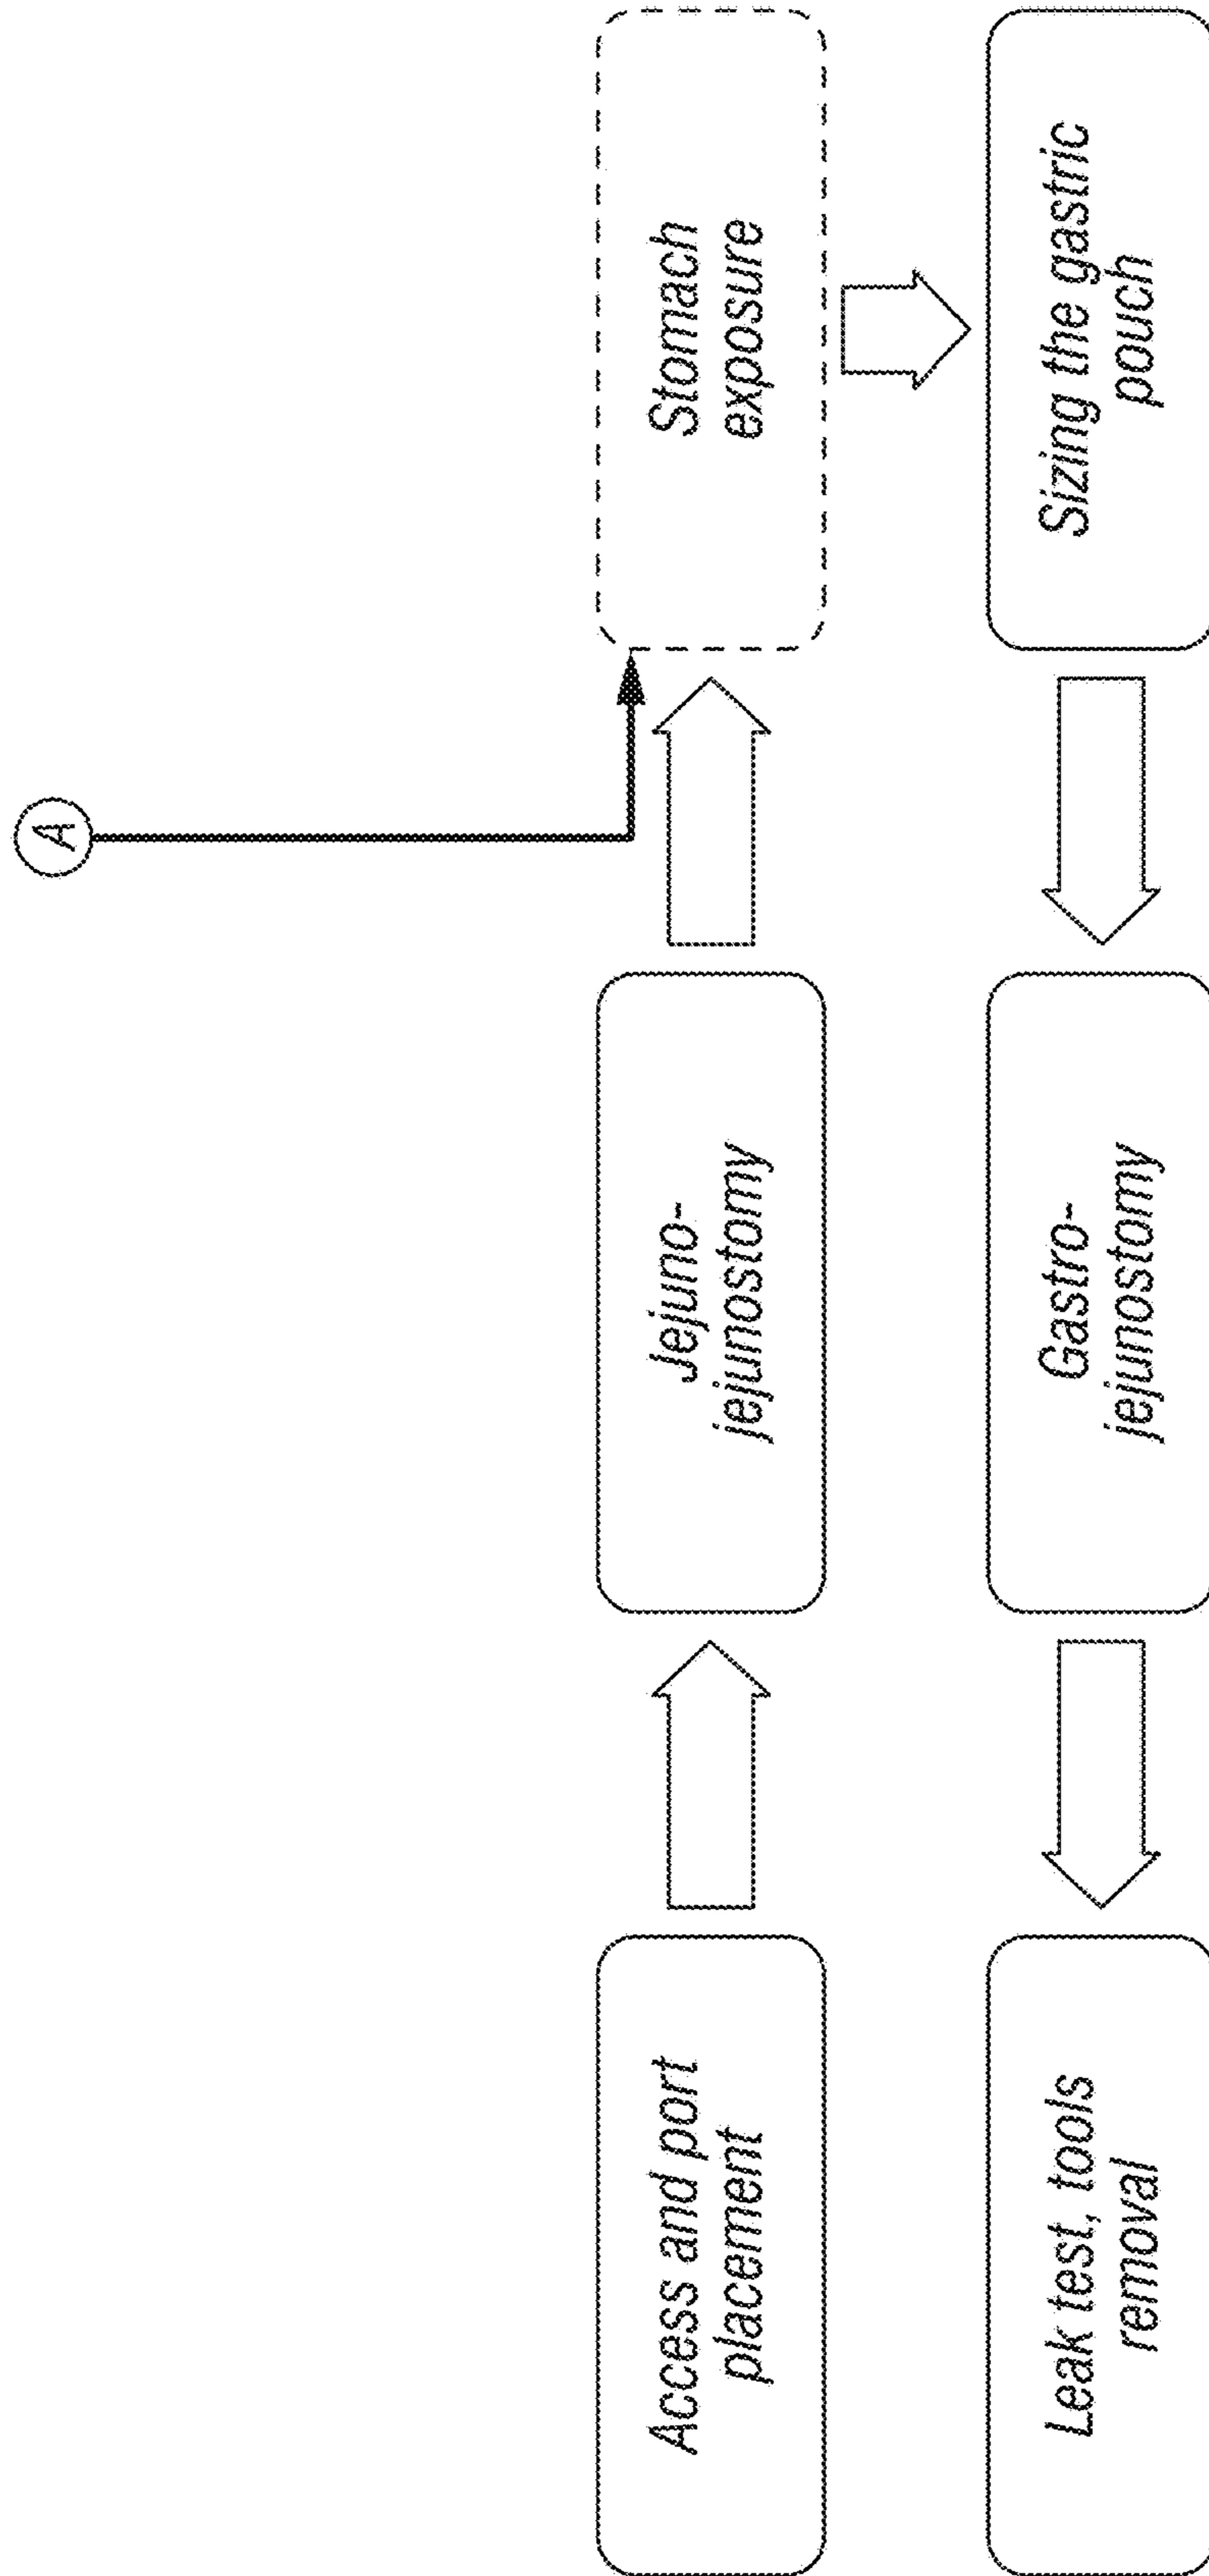 A
Access and port
placement
Jejuno-
jejunostomy
Stomach
exposure
Sizing the gastric
pouch
Gastro-
jejunostomy
Leak test, tools
removal